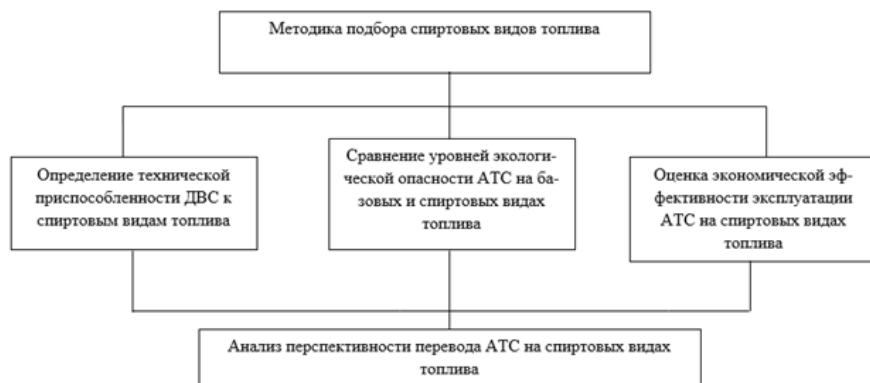 Методика подбора спиртовых видов топлива
Определение технической
приспособленности ДВС к
спиртовым видам топлива
Сравнение уровней экологи-
ческой опасности АТС на ба-
зовых и спиртовых видах
топлива
Оценка экономической эф-
фективности эксплуатации
АТС на спиртовых видах
топлива
Анализ перспективности перевода АТС на спиртовых видах
топлива